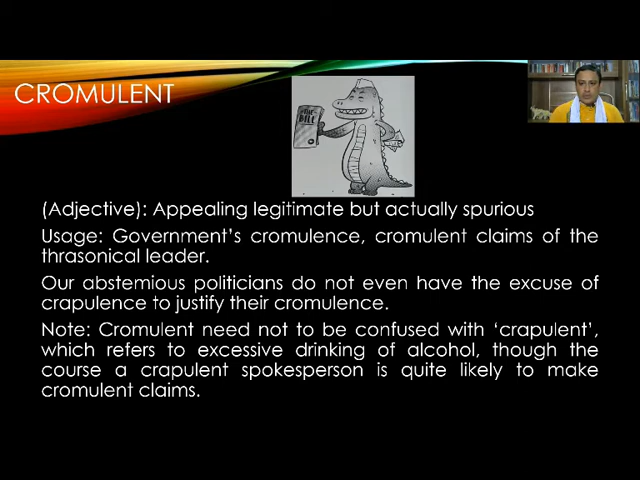 CROMULENT
BILL
(Adjective): Appealing legitimate but actually spurious
Usage: Government's cromulence, cromulent claims of the
thrasonical leader.
Our abstemious politicians do not even have the excuse of
crapulence to justify their cromulence.
Note: Cromulent need not to be confused with 'crapulent',
which refers to excessive drinking of alcohol, though the
course a crapulent spokesperson is quite likely to make
cromulent claims.